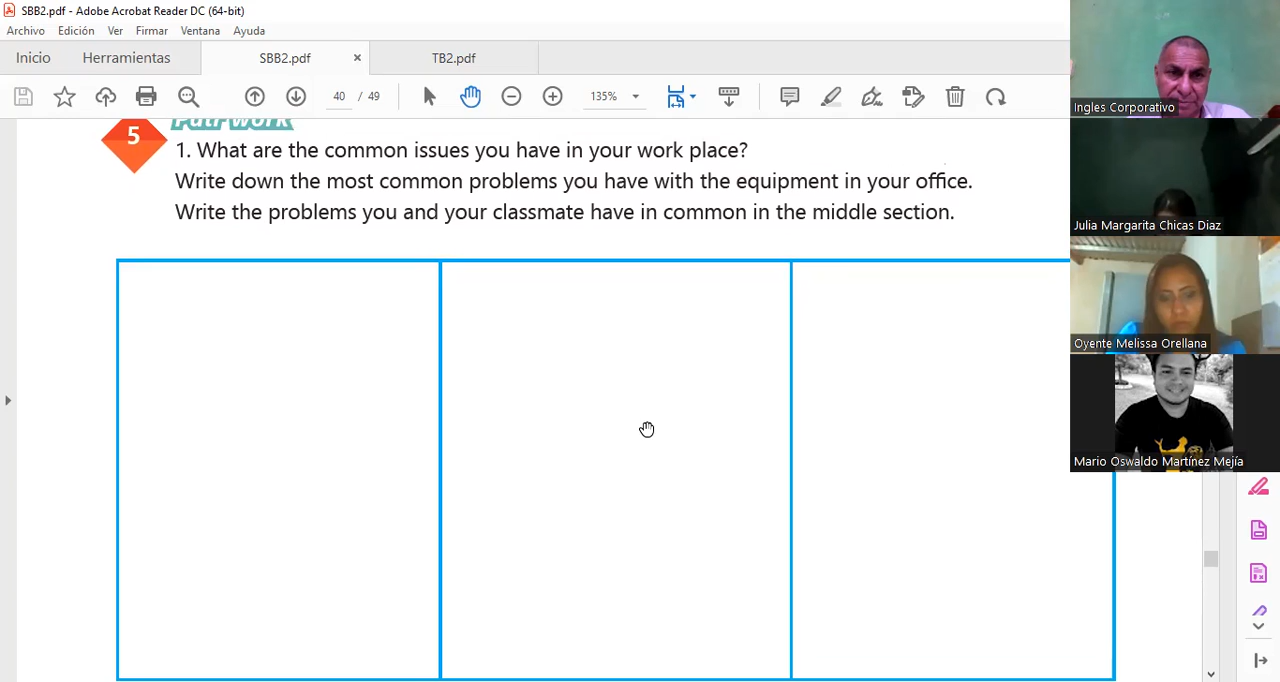 SBB2.pdf - Adobe Acrobat Reader DC (64-bit)
Archivo Edición Ver Firmar Ventana Ayuda
Inicio Herramientas SBB2.pdf × TB2.pdf
40 / 49 135%
5
Pair work
1. What are the common issues you have in your work place?
Write down the most common problems you have with the equipment in your office.
Write the problems you and your classmate have in common in the middle section.
Ingles Corporativo
Julia Margarita Chicas Diaz
Oyente Melissa Orellana
Mario Oswaldo Martínez Mejía